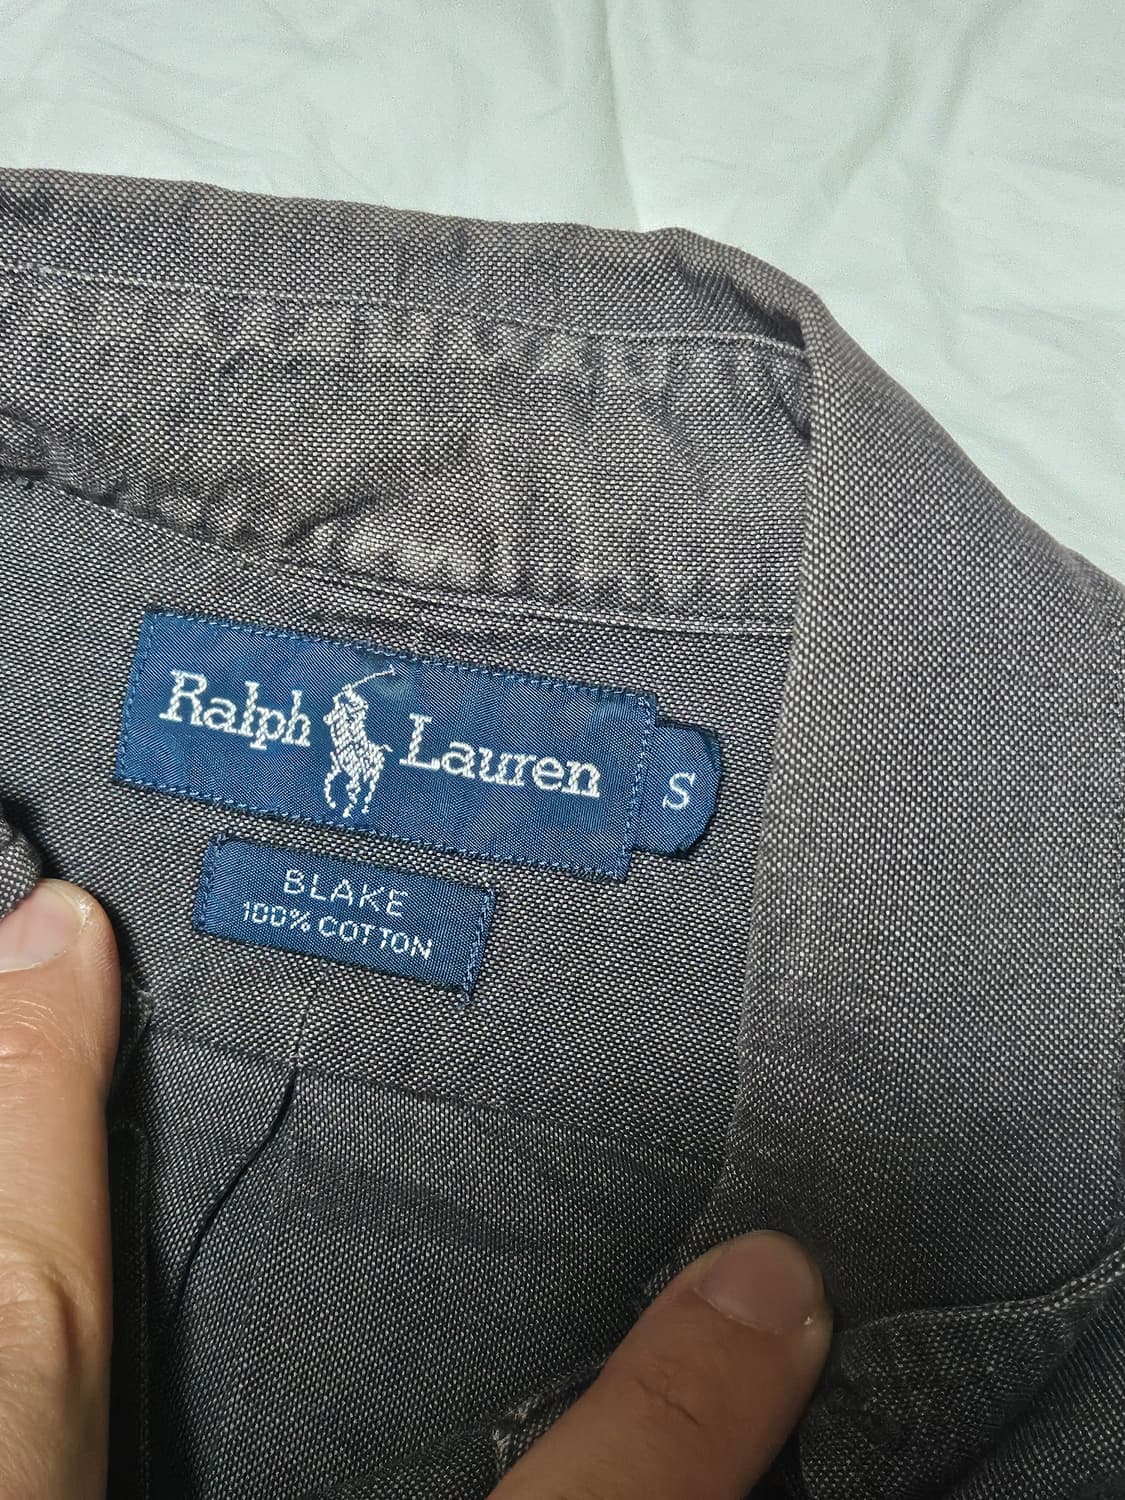 Ralph Lauren S
BLAKE
100% COTTON